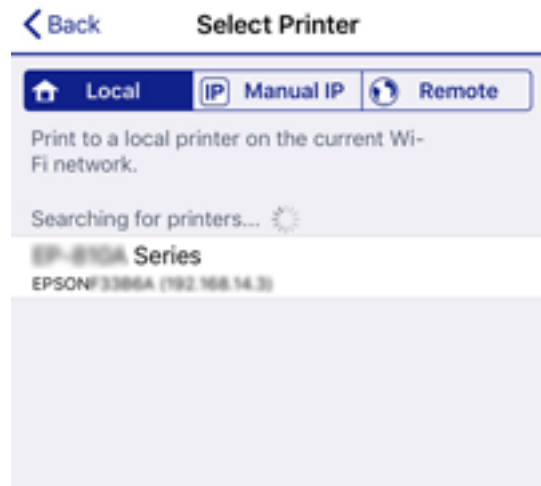 Back
Select Printer
Local
IP
Manual IP
Remote
Print to a local printer on the current Wi-
Fi network.
Searching for printers...
Series
EPSON